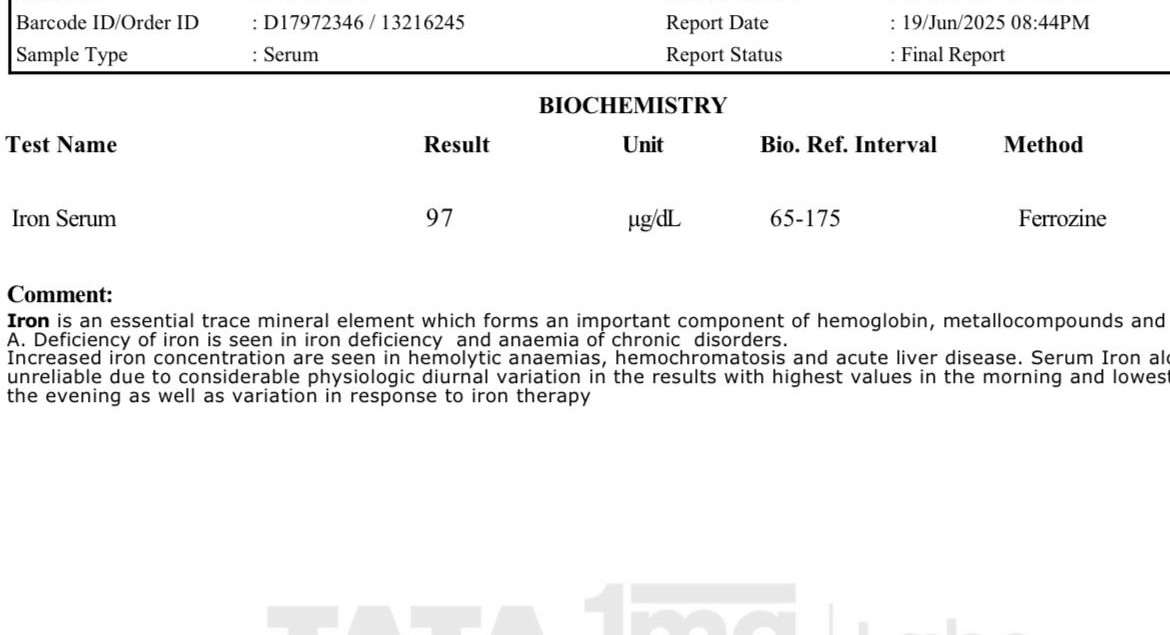 Barcode ID/Order ID : D17972346 / 13216245 Report Date : 19/Jun/2025 08:44PM
Sample Type : Serum Report Status : Final Report
BIOCHEMISTRY
Test Name Result Unit Bio. Ref. Interval Method
Iron Serum 97 µg/dL 65-175 Ferrozine
Comment:
Iron is an essential trace mineral element which forms an important component of hemoglobin, metallocompounds and
A. Deficiency of iron is seen in iron deficiency and anaemia of chronic disorders.
Increased iron concentration are seen in hemolytic anaemias, hemochromatosis and acute liver disease. Serum Iron
unreliable due to considerable physiologic diurnal variation in the results with highest values in the morning and lowest
the evening as well as variation in response to iron therapy
TATA 1mg